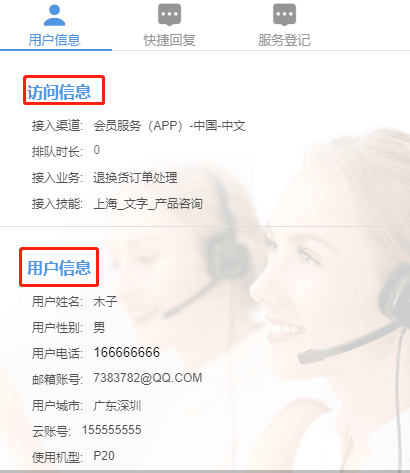 用户信息 快捷回复 服务登记
访问信息
接入渠道: 会员服务（APP）-中国-中文
排队时长: 0
接入业务: 退换货订单处理
接入技能: 上海_文字_产品咨询
用户信息
用户姓名: 木子
用户性别: 男
用户电话: 166666666
邮箱账号: 7383782@QQ.COM
用户城市: 广东深圳
云账号: 155555555
使用机型: P20